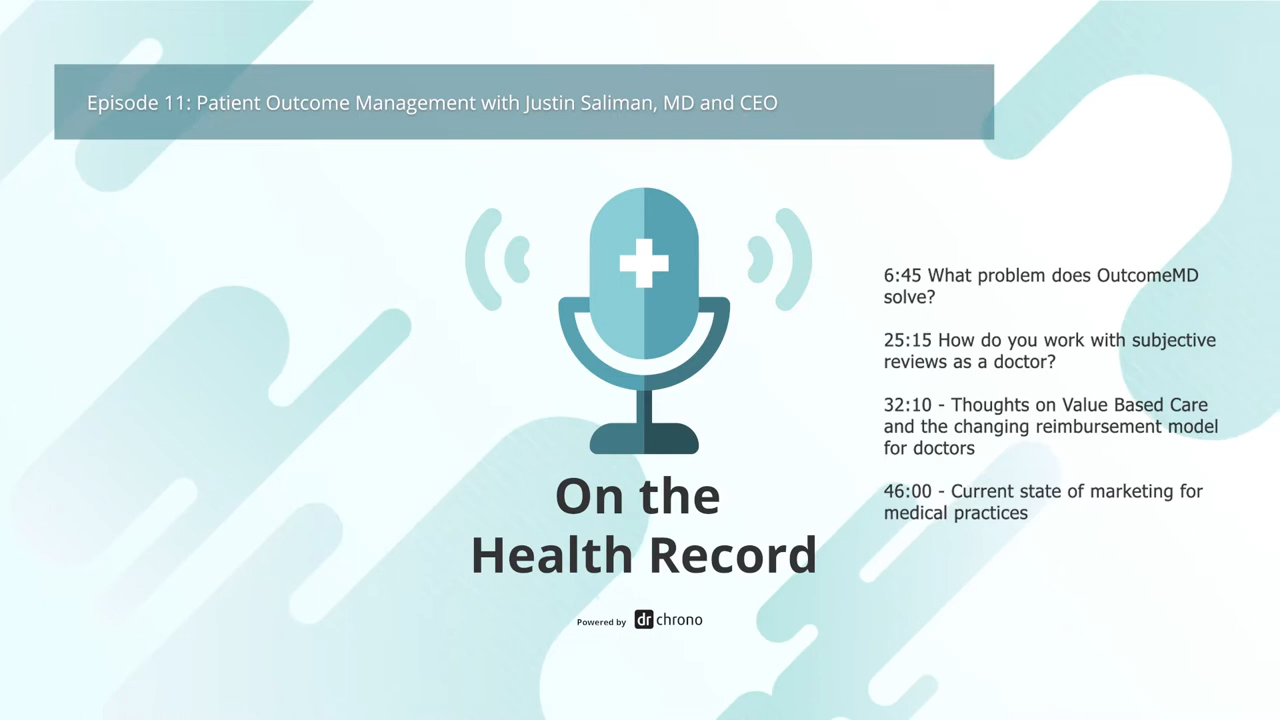 Episode 11: Patient Outcome Management with Justin Saliman, MD and CEO
6:45 What problem does OutcomeMD
solve?
25:15 How do you work with subjective
reviews as a doctor?
32:10 - Thoughts on Value Based Care
and the changing reimbursement model
for doctors
46:00 - Current state of marketing for
medical practices
On the
Health Record
Powered by dr chrono